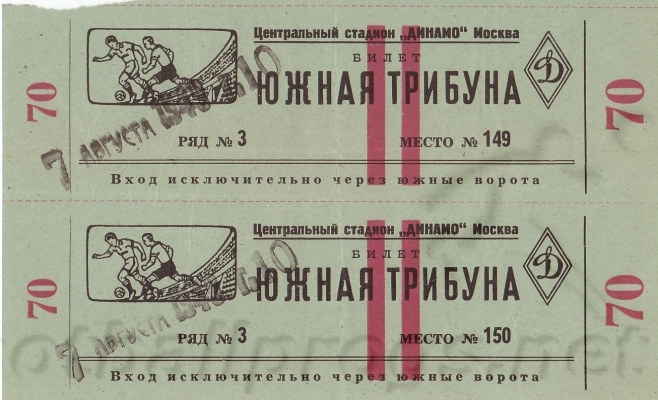 70
Центральный стадион „ДИНАМО“ Москва
БИЛЕТ
ЮЖНАЯ ТРИБУНА
Д
7 АВГУСТА
РЯД № 3 МЕСТО № 149
Вход исключительно через южные ворота
70
70
Центральный стадион „ДИНАМО“ Москва
БИЛЕТ
ЮЖНАЯ ТРИБУНА
Д
7 АВГУСТА
РЯД № 3 МЕСТО № 150
Вход исключительно через южные ворота
70